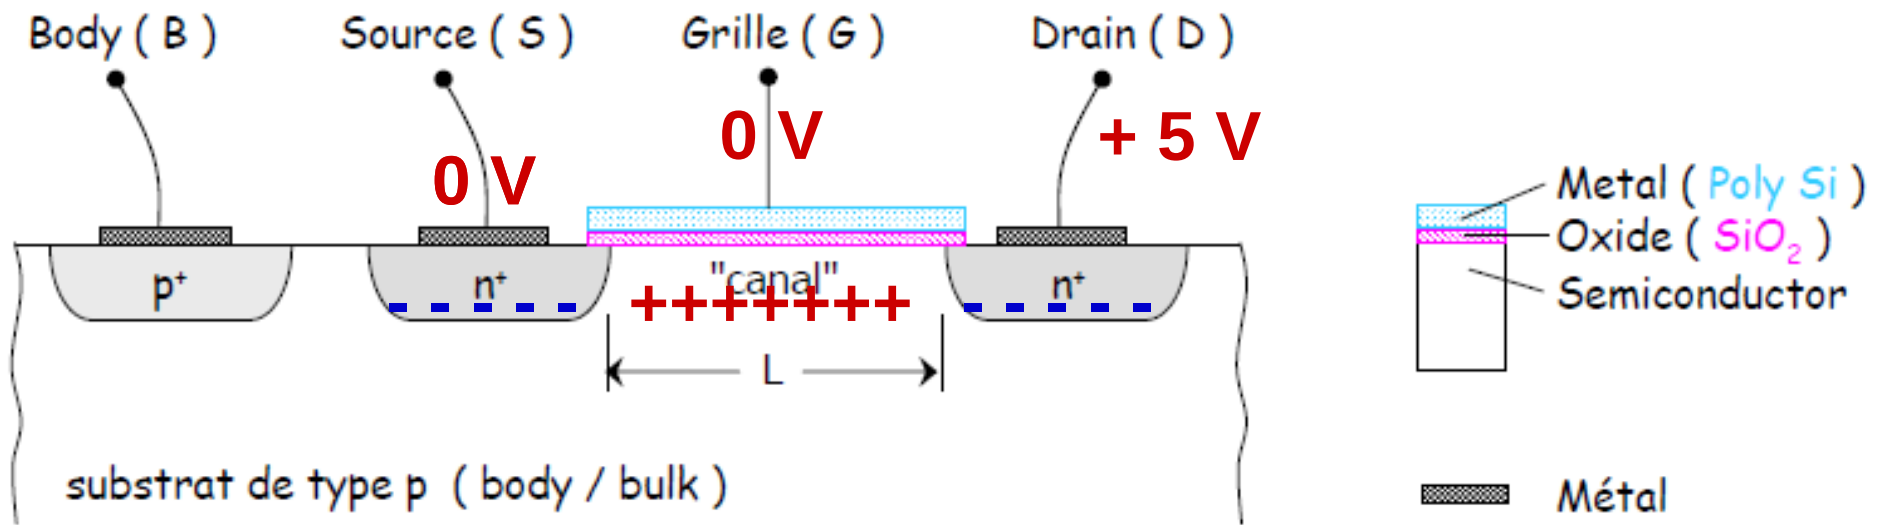 Body ( B )
Source ( S )
Grille ( G )
Drain ( D )
0 V
0 V
+ 5 V
p+
n+
"canal"
n+
- - - - -
+++++++
- - - - -
L
substrat de type p ( body / bulk )
Metal ( Poly Si )
Oxide ( SiO2 )
Semiconductor
Métal